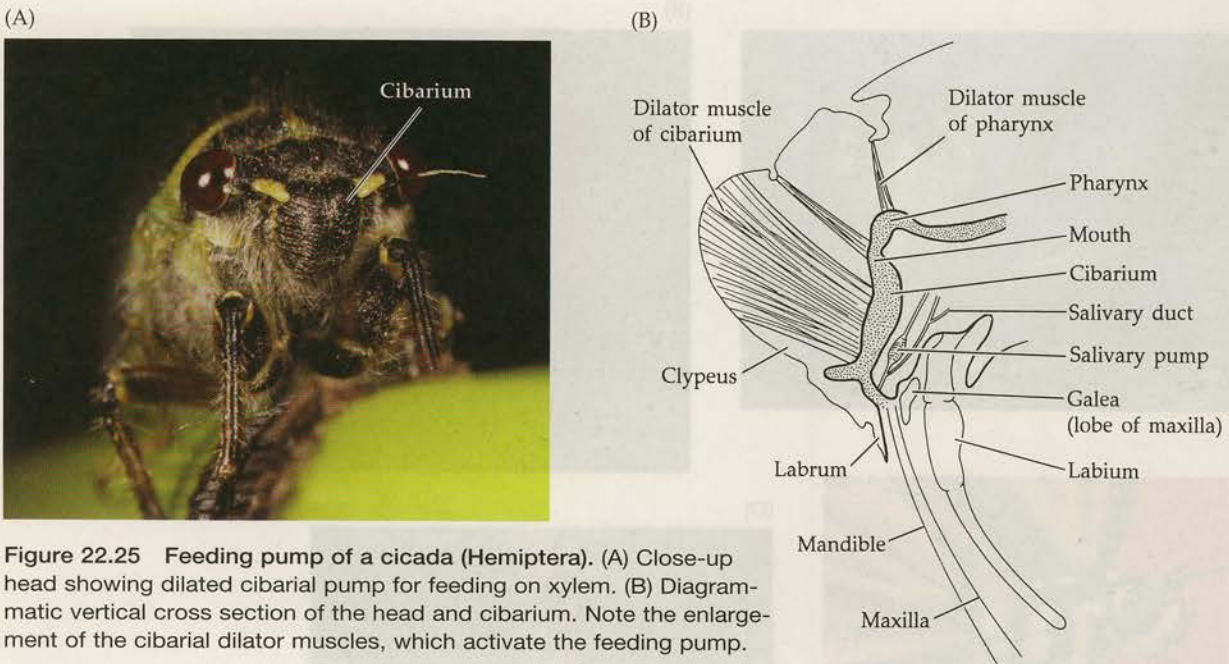 (A)
Cibarium
Figure 22.25 Feeding pump of a cicada (Hemiptera). (A) Close-up
head showing dilated cibarial pump for feeding on xylem. (B) Diagram-
matic vertical cross section of the head and cibarium. Note the enlarge-
ment of the cibarial dilator muscles, which activate the feeding pump.
(B)
Dilator muscle
of cibarium
Dilator muscle
of pharynx
Pharynx
Mouth
Cibarium
Salivary duct
Salivary pump
Galea
(lobe of maxilla)
Labium
Clypeus
Labrum
Mandible
Maxilla